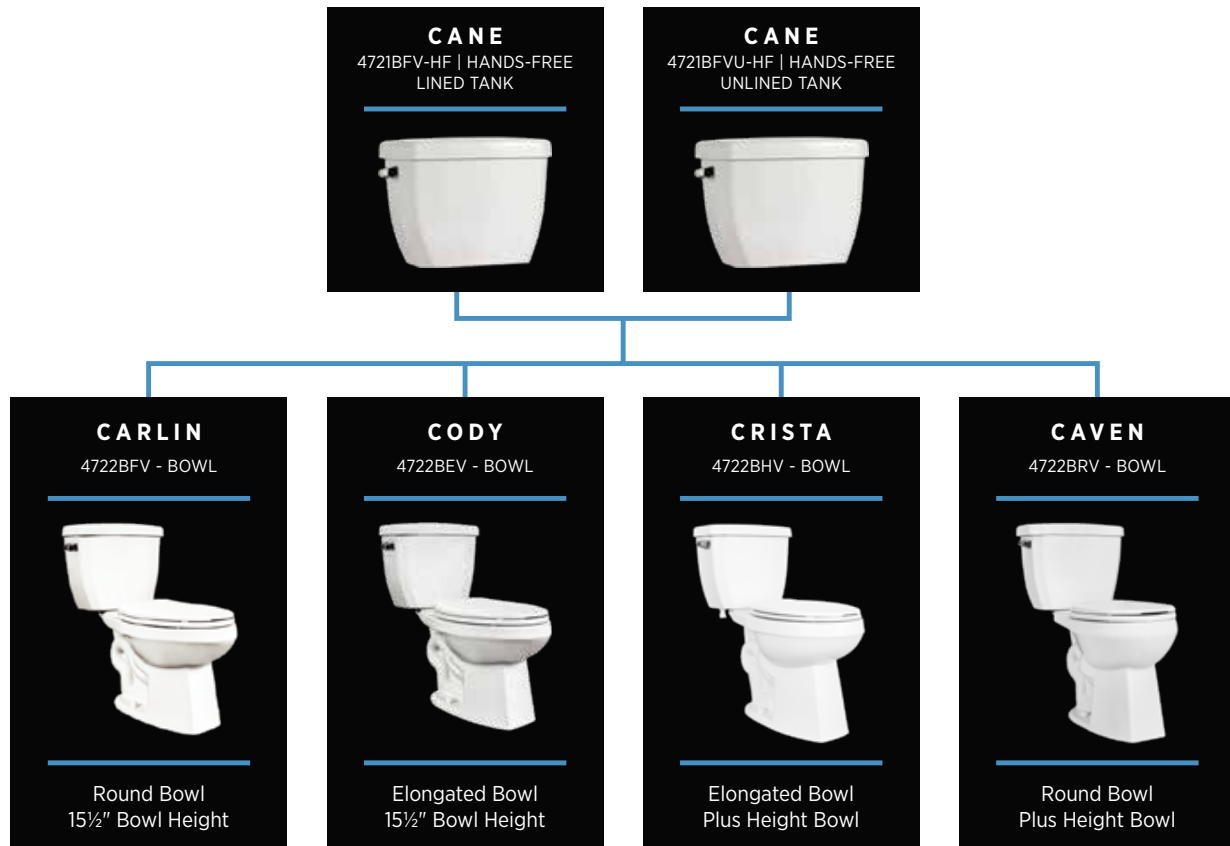 CANE
4721BFV-HF | HANDS-FREE
LINED TANK
CANE
4721BFVU-HF | HANDS-FREE
UNLINED TANK
CARLIN
4722BFV - BOWL
Round Bowl
15½" Bowl Height
CODY
4722BEV - BOWL
Elongated Bowl
15½" Bowl Height
CRISTA
4722BHV - BOWL
Elongated Bowl
Plus Height Bowl
CAVEN
4722BRV - BOWL
Round Bowl
Plus Height Bowl